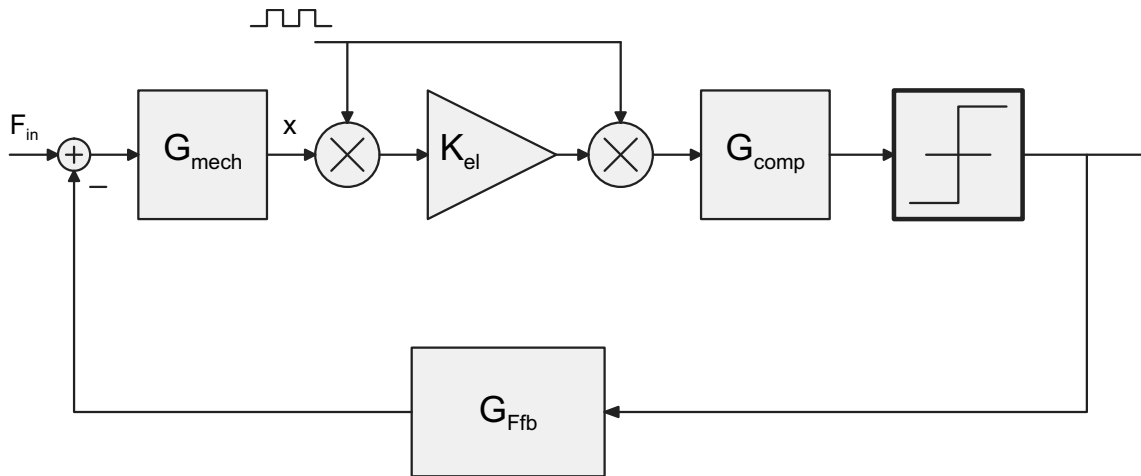 F_in
+
−
G_mech
x
K_el
G_comp
G_Ffb